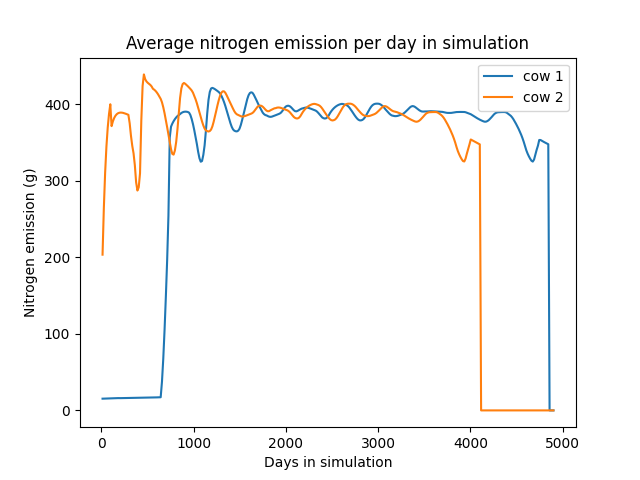 Average nitrogen emission per day in simulation
cow 1
cow 2
Nitrogen emission (g)
400
300
200
100
0
0 1000 2000 3000 4000 5000
Days in simulation